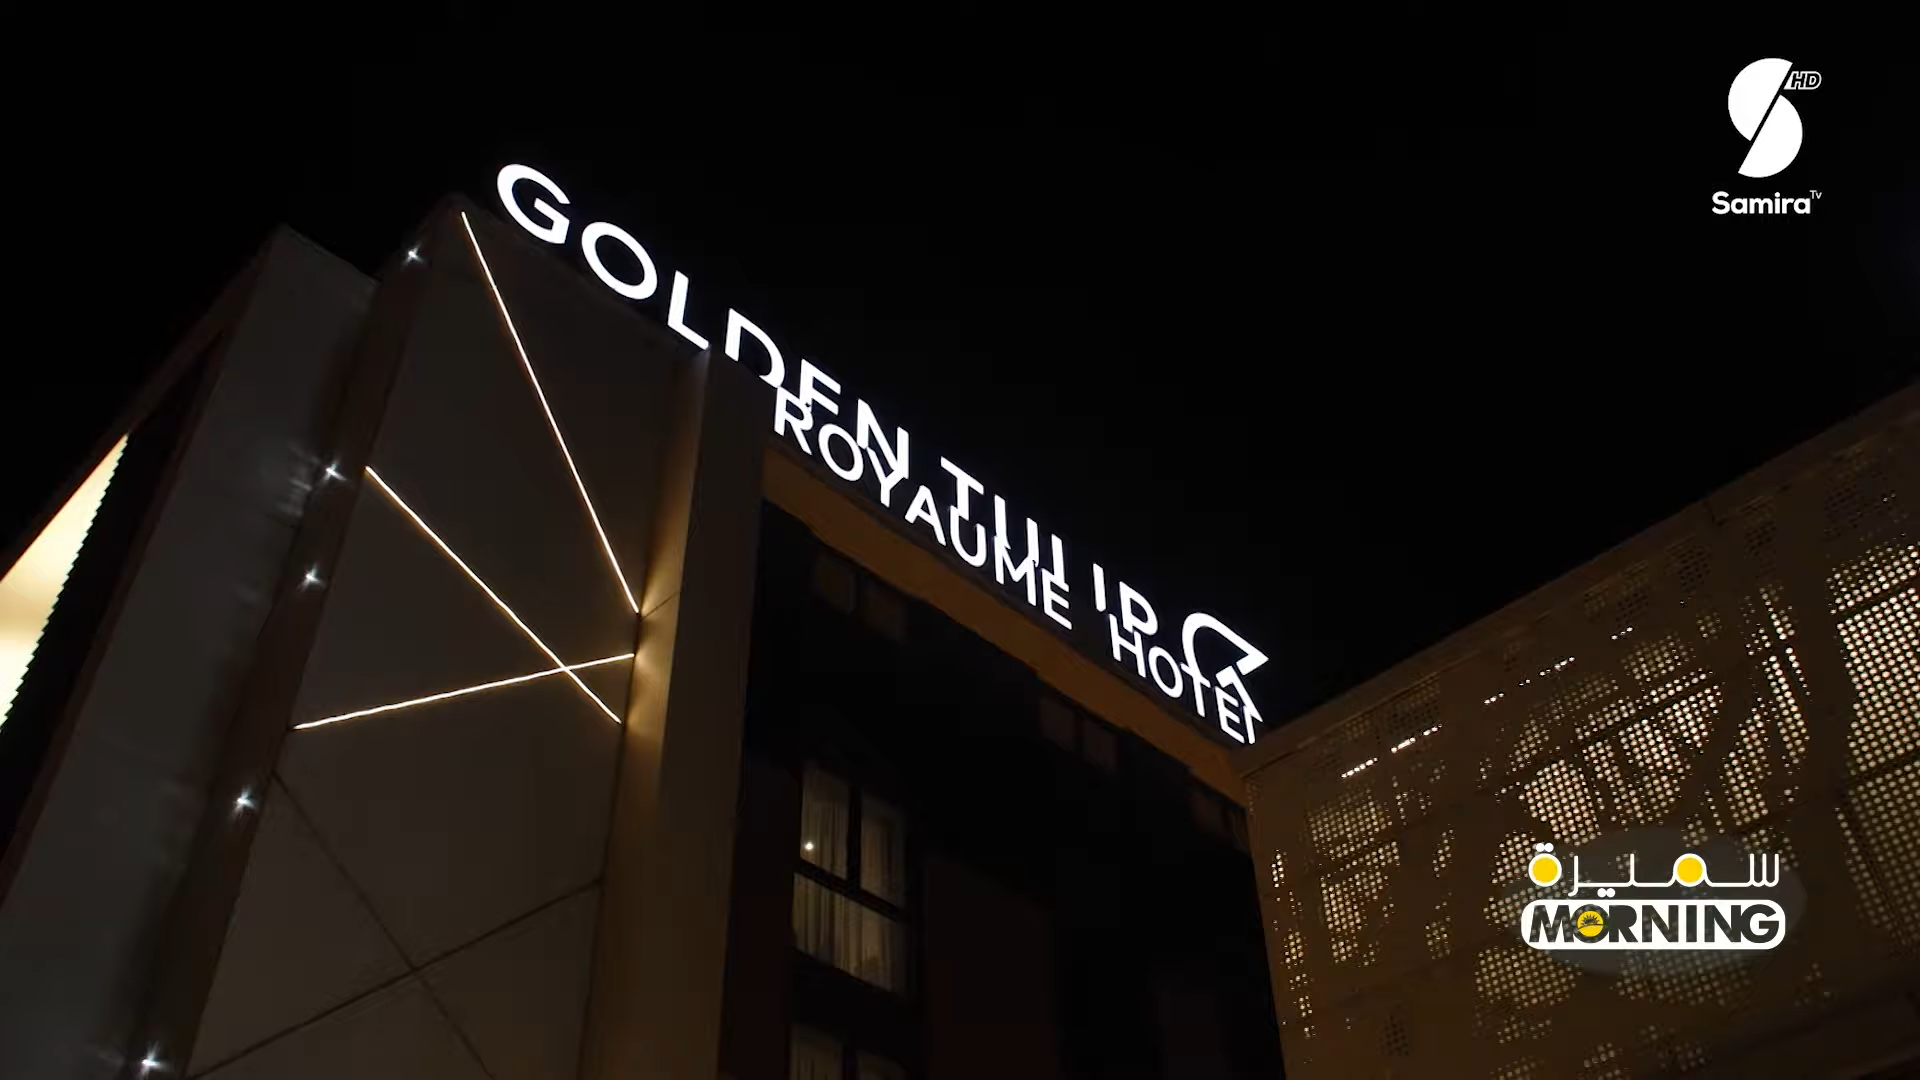 HD
Samira TV
GOLDEN TULIP
ROYAUME HOTEL
سميرة
MORNING